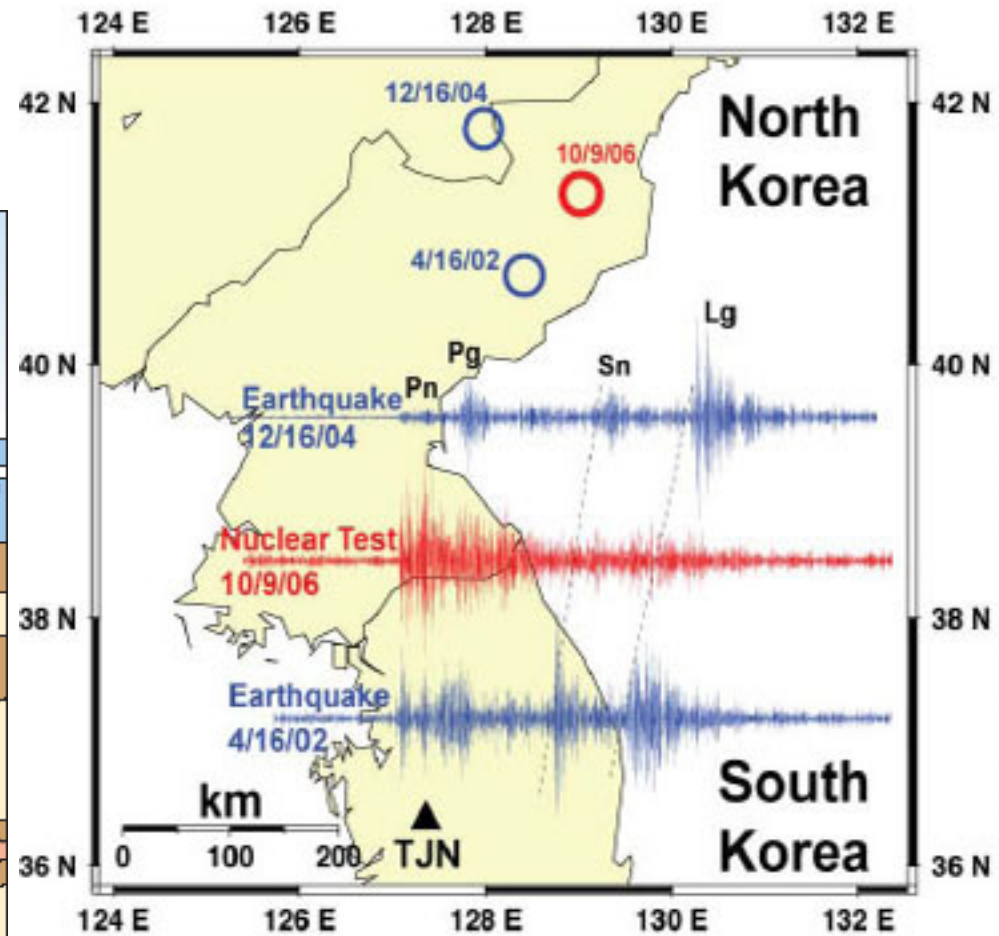 124 E 126 E 128 E 130 E 132 E
42 N 12/16/04 North 42 N
10/9/06 Korea
4/16/02
Lg
40 N Pg Sn 40 N
Pn
Earthquake
12/16/04
Nuclear Test
10/9/06
38 N 38 N
Earthquake
4/16/02
South
km Korea
0 100 200 TJN
36 N 36 N
124 E 126 E 128 E 130 E 132 E